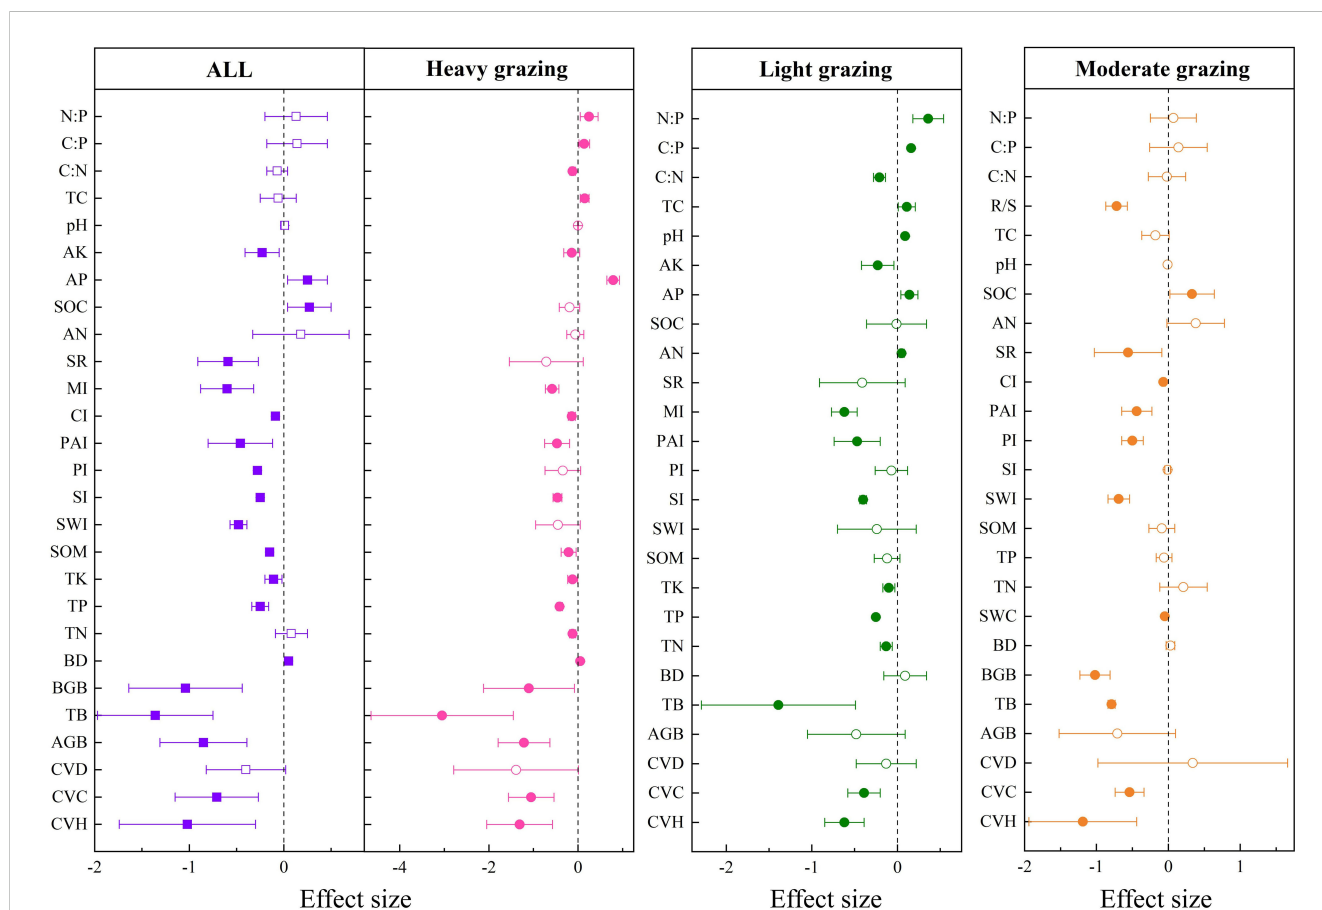 ALL
Heavy grazing
Light grazing
Moderate grazing
N:P
C:P
C:N
TC
pH
AK
AP
SOC
AN
SR
MI
CI
PAI
PI
SI
SWI
SOM
TK
TP
TN
BD
BGB
TB
AGB
CVD
CVC
CVH
-2
-1
0
Effect size
-4
-2
0
N:P
C:P
C:N
TC
pH
AK
AP
SOC
AN
SR
MI
PAI
PI
SI
SWI
SOM
TK
TP
TN
BD
TB
AGB
CVD
CVC
CVH
-2
-1
0
Effect size
N:P
C:P
C:N
R/S
TC
pH
SOC
AN
SR
CI
PAI
PI
SI
SWI
SOM
TP
TN
SWC
BD
BGB
TB
AGB
CVD
CVC
CVH
-2
-1
0
1
Effect size